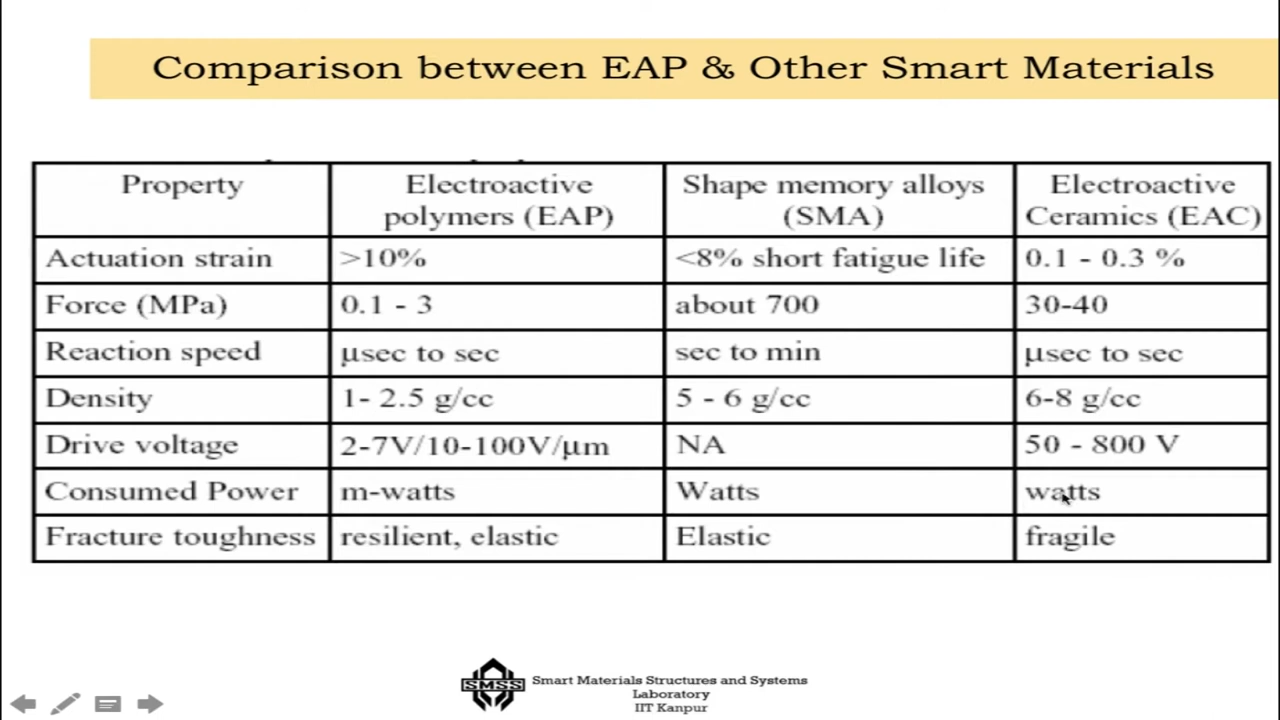 Comparison between EAP & Other Smart Materials
Property
Electroactive
polymers (EAP)
Shape memory alloys
(SMA)
Electroactive
Ceramics (EAC)
Actuation strain
>10%
<8% short fatigue life
0.1 - 0.3 %
Force (MPa)
0.1 - 3
about 700
30-40
Reaction speed
μsec to sec
sec to min
μsec to sec
Density
1- 2.5 g/cc
5 - 6 g/cc
6-8 g/cc
Drive voltage
2-7V/10-100V/μm
NA
50 - 800 V
Consumed Power
m-watts
Watts
watts
Fracture toughness
resilient, elastic
Elastic
fragile
SMSS
Smart Materials Structures and Systems
Laboratory
IIT Kanpur